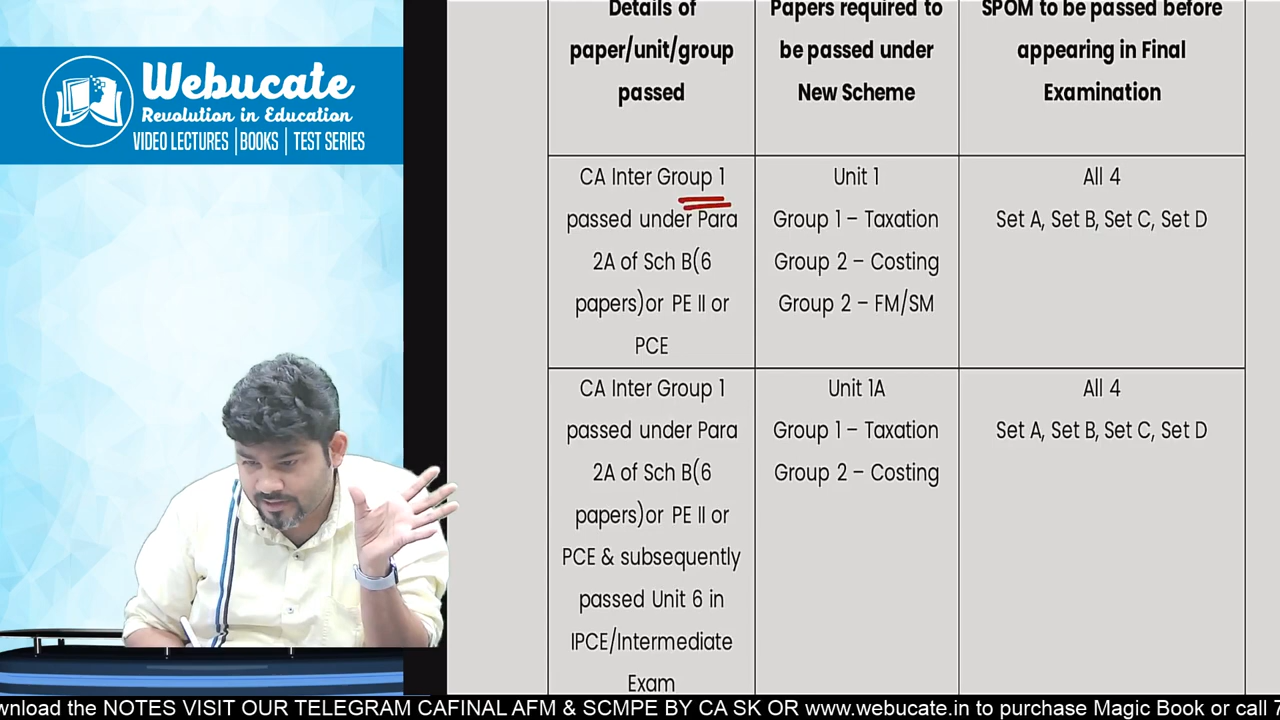 Webucate
Revolution in Education
VIDEO LECTURES | BOOKS | TEST SERIES
Details of
paper/unit/group
passed
Papers required to
be passed under
New Scheme
SPOM to be passed before
appearing in Final
Examination
CA Inter Group 1
passed under Para
2A of Sch B(6
papers)or PE II or
PCE
Unit 1
Group 1 – Taxation
Group 2 – Costing
Group 2 – FM/SM
All 4
Set A, Set B, Set C, Set D
CA Inter Group 1
passed under Para
2A of Sch B(6
papers)or PE II or
PCE & subsequently
passed Unit 6 in
IPCE/Intermediate
Exam
Unit 1A
Group 1 – Taxation
Group 2 – Costing
All 4
Set A, Set B, Set C, Set D
wnload the NOTES VISIT OUR TELEGRAM CAFINAL AFM & SCMPE BY CA SK OR www.webucate.in to purchase Magic Book or call 7